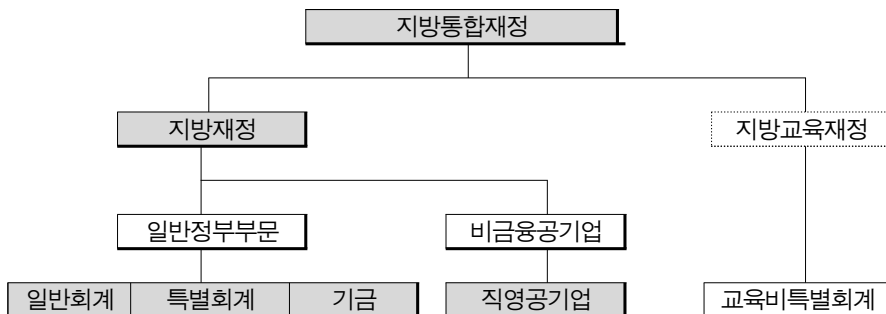 지방통합재정
지방재정
지방교육재정
일반정부부문
비금융공기업
일반회계 특별회계 기금 직영공기업 교육비특별회계